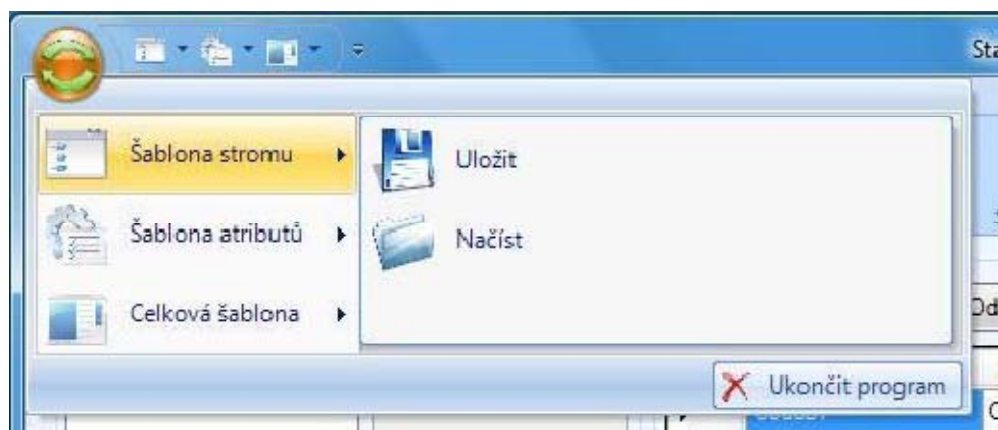 Šablona stromu
Uložit
Šablona atributů
Načíst
Celková šablona
Ukončit program